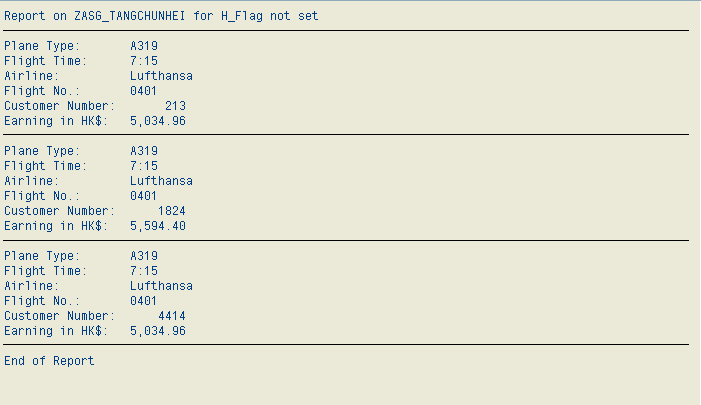 Report on ZASG_TANGCHUNHEI for H_Flag not set
Plane Type: A319
Flight Time: 7:15
Airline: Lufthansa
Flight No.: 0401
Customer Number: 213
Earning in HK$: 5,034.96
Plane Type: A319
Flight Time: 7:15
Airline: Lufthansa
Flight No.: 0401
Customer Number: 1824
Earning in HK$: 5,594.40
Plane Type: A319
Flight Time: 7:15
Airline: Lufthansa
Flight No.: 0401
Customer Number: 4414
Earning in HK$: 5,034.96
End of Report